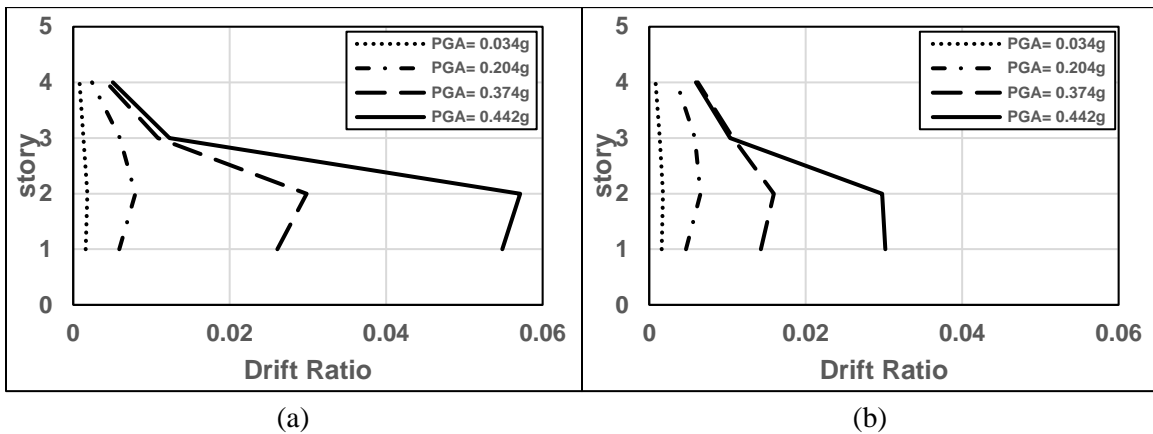 5
4
3
2
1
0
story
0
0.02
0.04
0.06
Drift Ratio
PGA= 0.034g
PGA= 0.204g
PGA= 0.374g
PGA= 0.442g
(a)
5
4
3
2
1
0
story
0
0.02
0.04
0.06
Drift Ratio
PGA= 0.034g
PGA= 0.204g
PGA= 0.374g
PGA= 0.442g
(b)